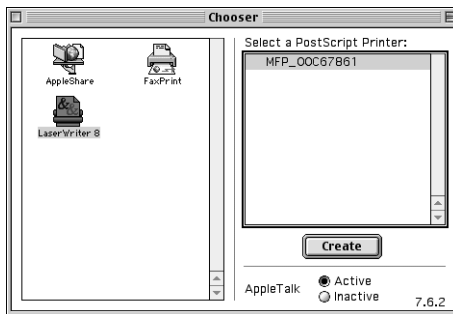 Chooser
AppleShare
FaxPrint
LaserWriter 8
Select a PostScript Printer:
MFP_00C67861
Create
AppleTalk
Active
Inactive
7.6.2